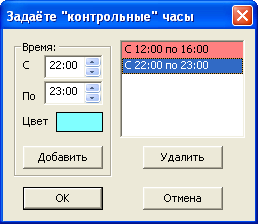 Задаёте "контрольные" часы
Время:
С 22:00
По 23:00
Цвет
Добавить
С 12:00 по 16:00
С 22:00 по 23:00
Удалить
ОК
Отмена